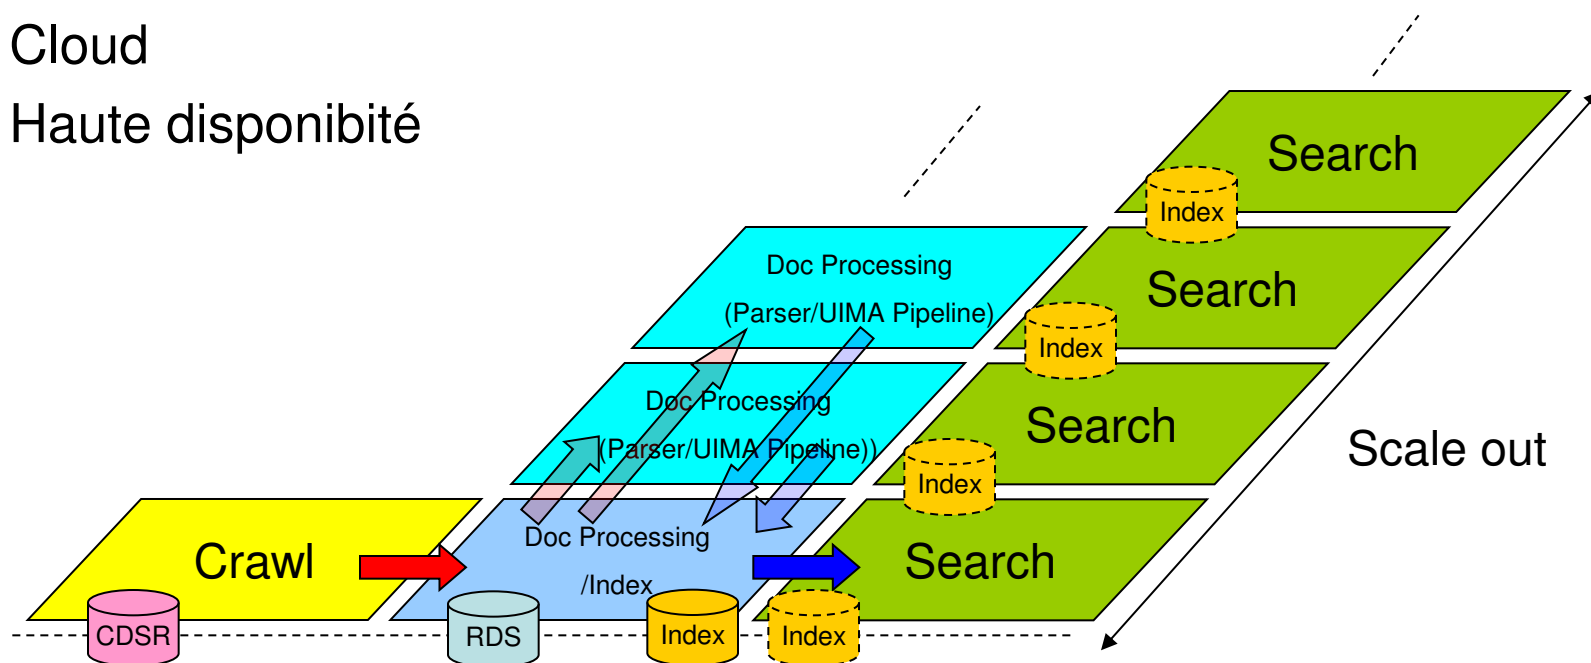 Cloud
Haute disponibité
Search
Index
Doc Processing
(Parser/UIMA Pipeline)
Search
Index
Doc Processing
(Parser/UIMA Pipeline))
Search
Index
Scale out
Crawl
Doc Processing
/Index
Search
CDSR
RDS
Index
Index